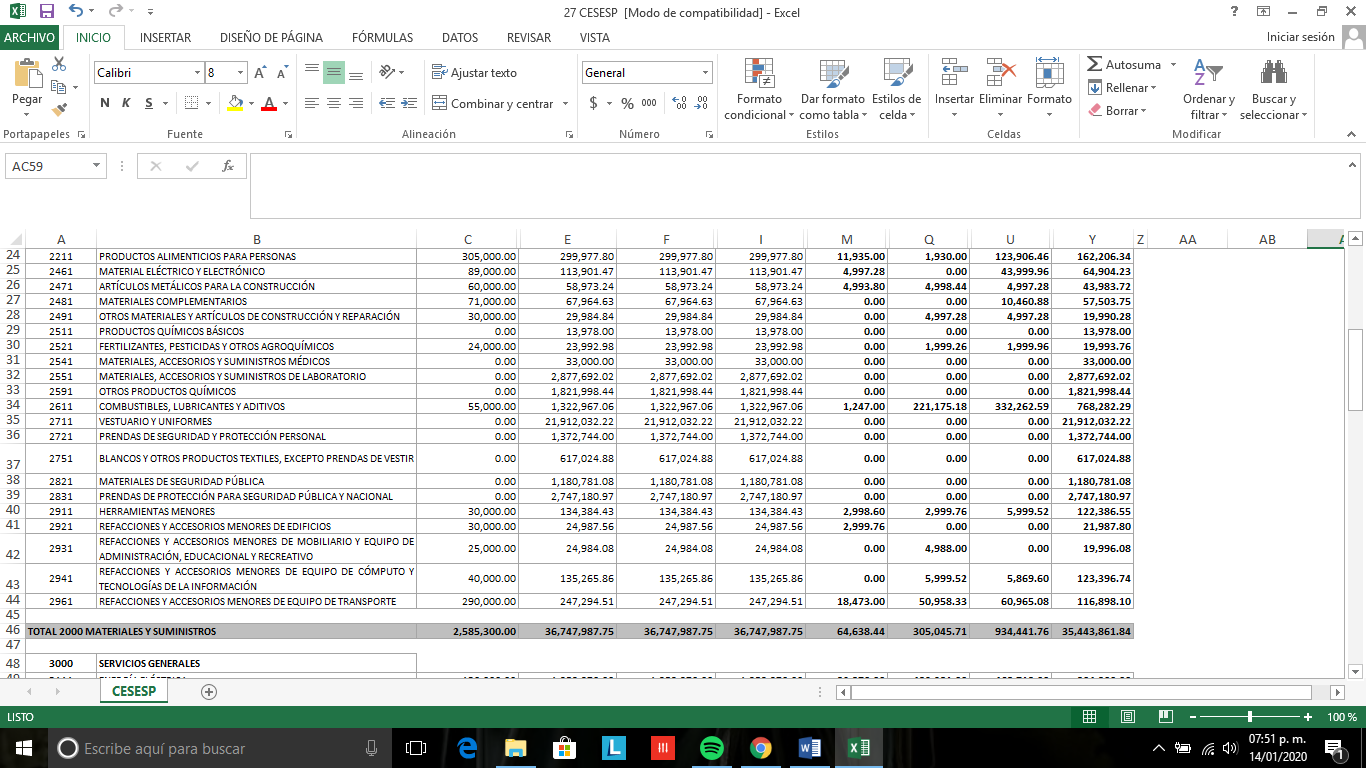 27 CESESP  [Modo de compatibilidad] - Excel
ARCHIVO INICIO INSERTAR DISEÑO DE PÁGINA FÓRMULAS DATOS REVISAR VISTA Iniciar sesión
Pegar
Calibri 8
N K S
Ajustar texto
Combinar y centrar
General
$ % 000
Formato condicional
Dar formato como tabla
Estilos de celda
Insertar Eliminar Formato
Autosuma
Rellenar
Borrar
Ordenar y filtrar
Buscar y seleccionar
Portapapeles Fuente Alineación Número Estilos Celdas Modificar
AC59 fx
A B C E F I M Q U Y Z AA AB
24 2211 PRODUCTOS ALIMENTICIOS PARA PERSONAS 305,000.00 299,977.80 299,977.80 299,977.80 11,935.00 1,930.00 123,906.46 162,206.34
25 2461 MATERIAL ELÉCTRICO Y ELECTRÓNICO 89,000.00 113,901.47 113,901.47 113,901.47 4,997.28 0.00 43,999.96 64,904.23
26 2471 ARTÍCULOS METÁLICOS PARA LA CONSTRUCCIÓN 60,000.00 58,973.24 58,973.24 58,973.24 4,993.80 4,998.44 4,997.28 43,983.72
27 2481 MATERIALES COMPLEMENTARIOS 71,000.00 67,964.63 67,964.63 67,964.63 0.00 0.00 10,460.88 57,503.75
28 2491 OTROS MATERIALES Y ARTÍCULOS DE CONSTRUCCIÓN Y REPARACIÓN 30,000.00 29,984.84 29,984.84 29,984.84 0.00 4,997.28 4,997.28 19,990.28
29 2511 PRODUCTOS QUÍMICOS BÁSICOS 0.00 13,978.00 13,978.00 13,978.00 0.00 0.00 0.00 13,978.00
30 2521 FERTILIZANTES, PESTICIDAS Y OTROS AGROQUÍMICOS 24,000.00 23,992.98 23,992.98 23,992.98 0.00 1,999.26 1,999.96 19,993.76
31 2541 MATERIALES, ACCESORIOS Y SUMINISTROS MÉDICOS 0.00 33,000.00 33,000.00 33,000.00 0.00 0.00 0.00 33,000.00
32 2551 MATERIALES, ACCESORIOS Y SUMINISTROS DE LABORATORIO 0.00 2,877,692.02 2,877,692.02 2,877,692.02 0.00 0.00 0.00 2,877,692.02
33 2591 OTROS PRODUCTOS QUÍMICOS 0.00 1,821,998.44 1,821,998.44 1,821,998.44 0.00 0.00 0.00 1,821,998.44
34 2611 COMBUSTIBLES, LUBRICANTES Y ADITIVOS 55,000.00 1,322,967.06 1,322,967.06 1,322,967.06 1,247.00 221,175.18 332,262.59 768,282.29
35 2711 VESTUARIO Y UNIFORMES 0.00 21,912,032.22 21,912,032.22 21,912,032.22 0.00 0.00 0.00 21,912,032.22
36 2721 PRENDAS DE SEGURIDAD Y PROTECCIÓN PERSONAL 0.00 1,372,744.00 1,372,744.00 1,372,744.00 0.00 0.00 0.00 1,372,744.00
37 2751 BLANCOS Y OTROS PRODUCTOS TEXTILES, EXCEPTO PRENDAS DE VESTIR 0.00 617,024.88 617,024.88 617,024.88 0.00 0.00 0.00 617,024.88
38 2821 MATERIALES DE SEGURIDAD PÚBLICA 0.00 1,180,781.08 1,180,781.08 1,180,781.08 0.00 0.00 0.00 1,180,781.08
39 2831 PRENDAS DE PROTECCIÓN PARA SEGURIDAD PÚBLICA Y NACIONAL 0.00 2,747,180.97 2,747,180.97 2,747,180.97 0.00 0.00 0.00 2,747,180.97
40 2911 HERRAMIENTAS MENORES 30,000.00 134,384.43 134,384.43 134,384.43 2,998.60 2,999.76 5,999.52 122,386.55
41 2921 REFACCIONES Y ACCESORIOS MENORES DE EDIFICIOS 30,000.00 24,987.56 24,987.56 24,987.56 2,999.76 0.00 0.00 21,987.80
REFACCIONES Y ACCESORIOS MENORES DE MOBILIARIO Y EQUIPO DE
42 2931 ADMINISTRACIÓN, EDUCACIONAL Y RECREATIVO 25,000.00 24,984.08 24,984.08 24,984.08 0.00 4,988.00 0.00 19,996.08
REFACCIONES Y ACCESORIOS MENORES DE EQUIPO DE CÓMPUTO Y
43 2941 TECNOLOGÍAS DE LA INFORMACIÓN 40,000.00 135,265.86 135,265.86 135,265.86 0.00 5,999.52 5,869.60 123,396.74
44 2961 REFACCIONES Y ACCESORIOS MENORES DE EQUIPO DE TRANSPORTE 290,000.00 247,294.51 247,294.51 247,294.51 18,473.00 50,958.33 60,965.08 116,898.10
45
46 TOTAL 2000 MATERIALES Y SUMINISTROS 2,585,300.00 36,747,987.75 36,747,987.75 36,747,987.75 64,638.44 305,045.71 934,441.76 35,443,861.84
47
48 3000 SERVICIOS GENERALES
CESESP
LISTO 100 %
Escribe aquí para buscar
07:51 p. m.
14/01/2020